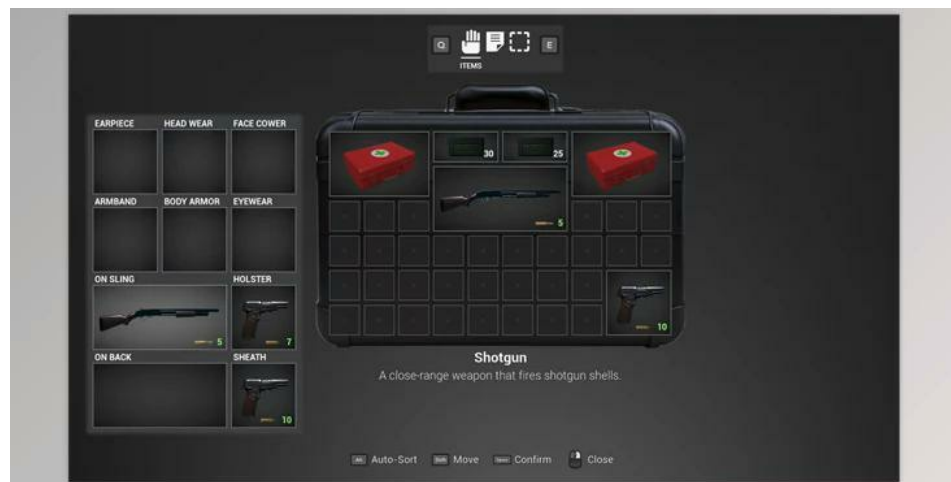 Q E
ITEMS
EARPIECE HEAD WEAR FACE COWER
30 25
ARMBAND BODY ARMOR EYEWEAR
5
ON SLING HOLSTER
5 7 10
ON BACK SHEATH
Shotgun
A close-range weapon that fires shotgun shells.
10
Auto-Sort Move Confirm Close